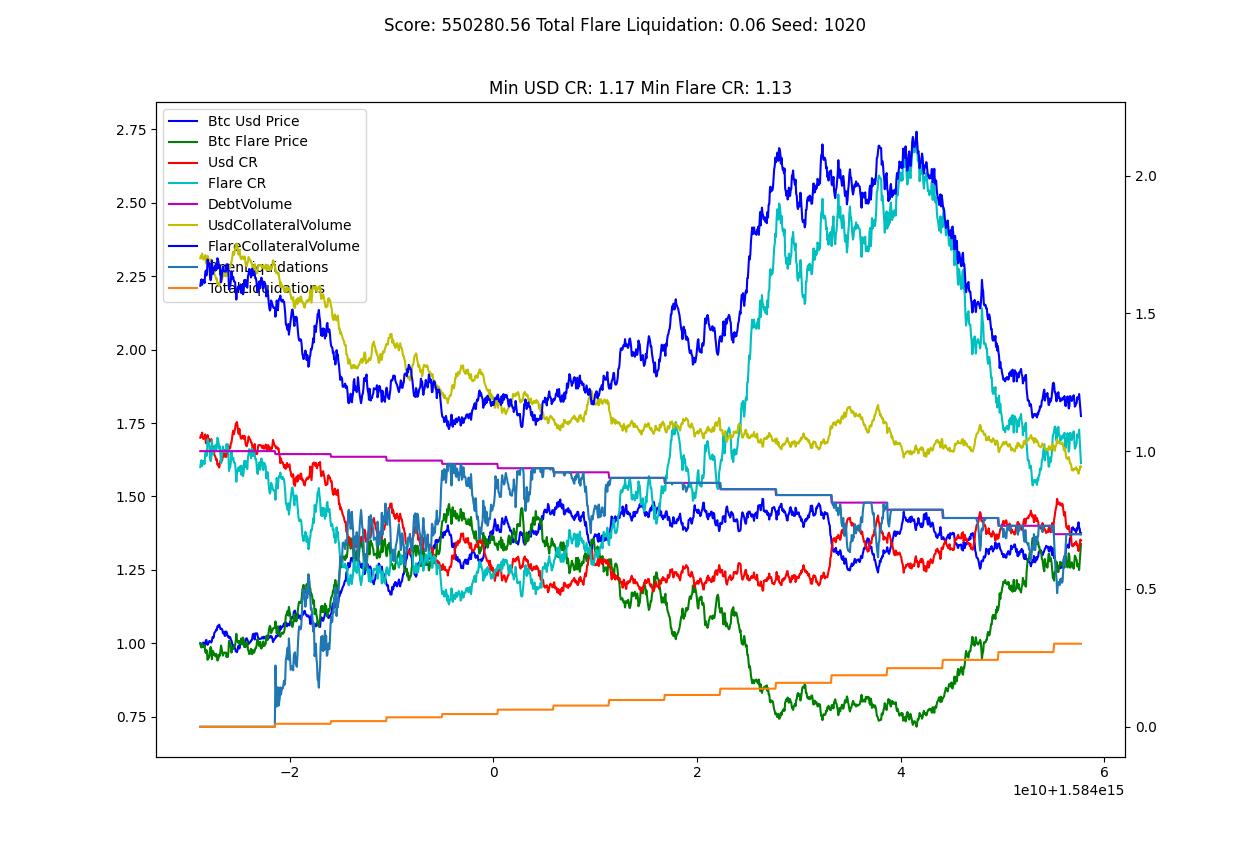 Score: 550280.56 Total Flare Liquidation: 0.06 Seed: 1020
Min USD CR: 1.17 Min Flare CR: 1.13
Btc Usd Price
Btc Flare Price
Usd CR
Flare CR
DebtVolume
UsdCollateralVolume
FlareCollateralVolume
OpenLiquidations
TotalLiquidations
2.75
2.50
2.25
2.00
1.75
1.50
1.25
1.00
0.75
2.0
1.5
1.0
0.5
0.0
−2
0
2
4
6
1e10+1.584e15